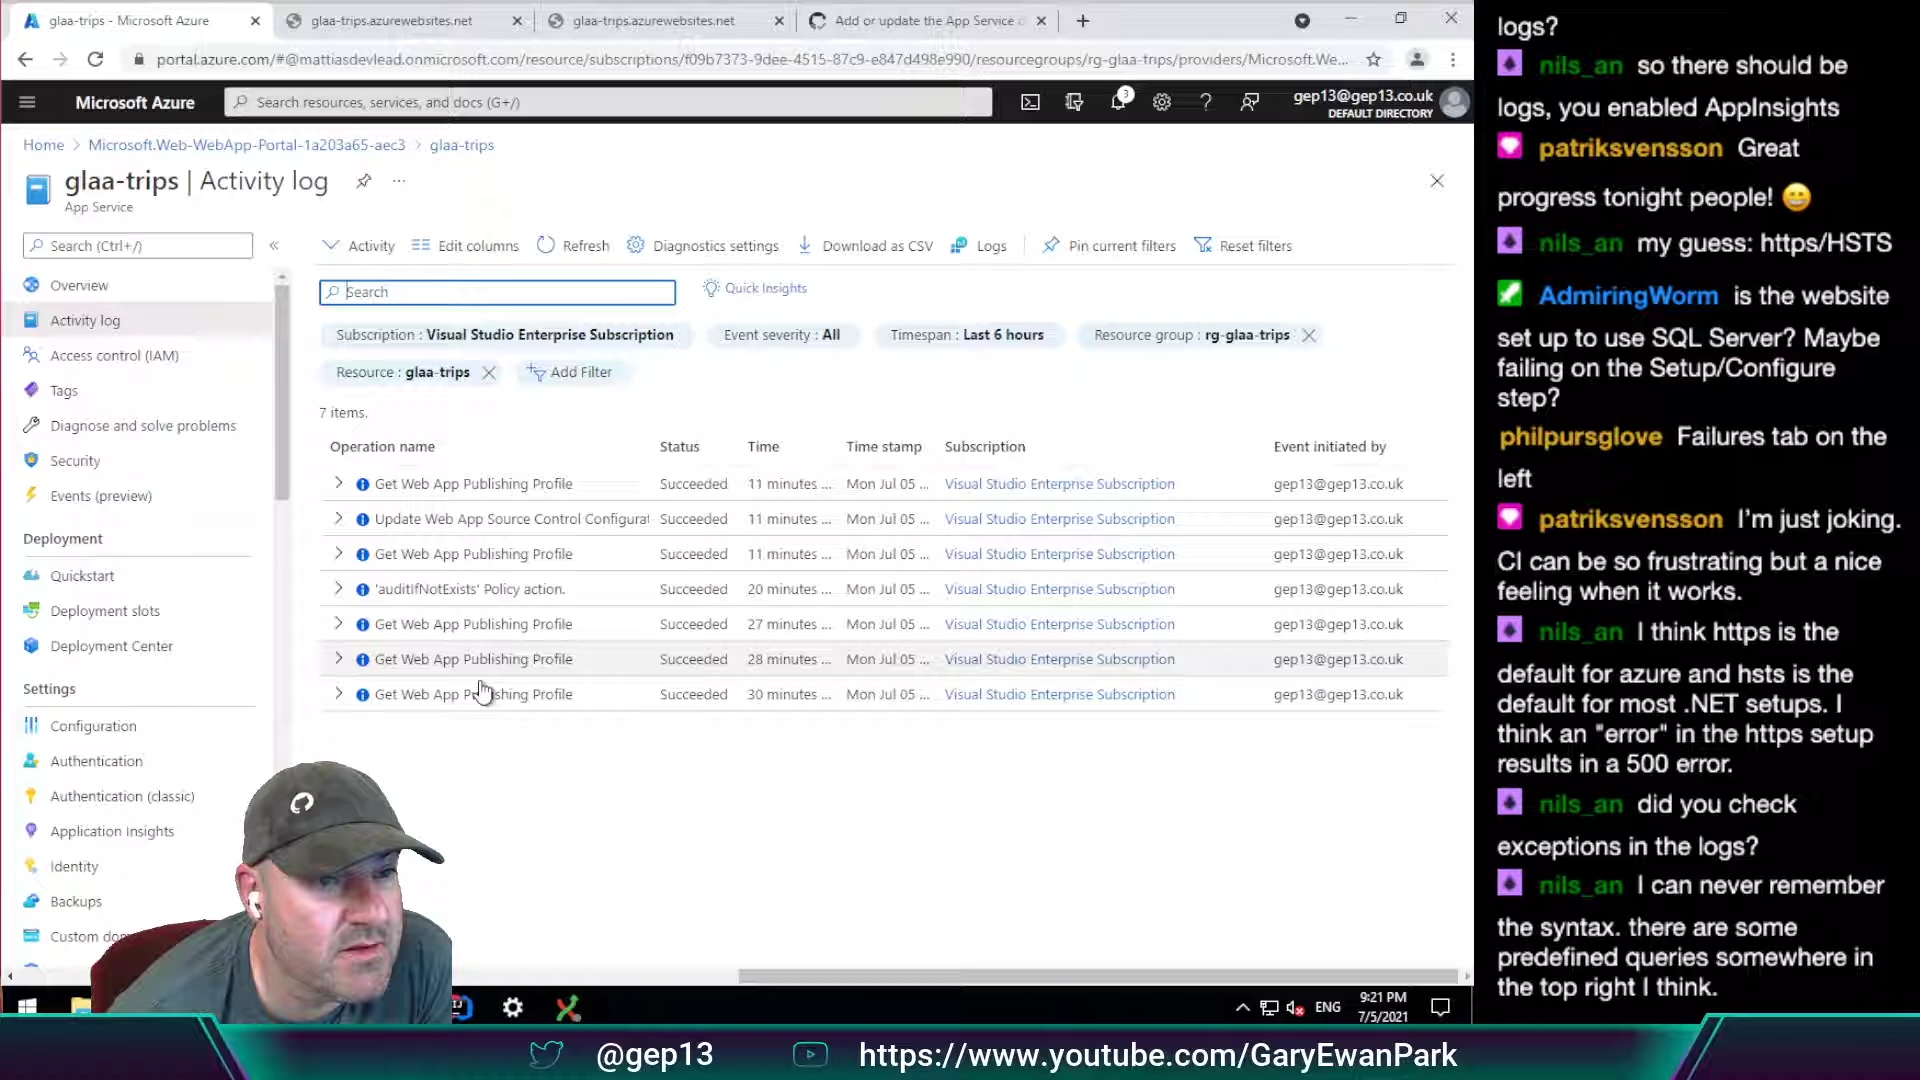 glaa-trips - Microsoft Azure
glaa-trips.azurewebsites.net
glaa-trips.azurewebsites.net
Add or update the App Service
portal.azure.com/#@mattiasdevlead.onmicrosoft.com/resource/subscriptions/f09b7373-9dee-4515-87c9-e847d498e990/resourcegroups/rg-glaa-trips/providers/Microsoft.We...
Microsoft Azure
Search resources, services, and docs (G+/)
3
gep13@gep13.co.uk
DEFAULT DIRECTORY
Home > Microsoft.Web-WebApp-Portal-1a203a65-aec3 > glaa-trips
glaa-trips | Activity log
App Service
Search (Ctrl+/)
Overview
Activity log
Access control (IAM)
Tags
Diagnose and solve problems
Security
Events (preview)
Deployment
Quickstart
Deployment slots
Deployment Center
Settings
Configuration
Authentication
Authentication (classic)
Application Insights
Identity
Backups
Custom
Activity Edit columns Refresh Diagnostics settings Download as CSV Logs Pin current filters Reset filters
Search
Quick Insights
Subscription : Visual Studio Enterprise Subscription Event severity : All Timespan : Last 6 hours Resource group : rg-glaa-trips
Resource : glaa-trips Add Filter
7 items.
Operation name Status Time Time stamp Subscription Event initiated by
Get Web App Publishing Profile Succeeded 11 minutes ... Mon Jul 05 ... Visual Studio Enterprise Subscription gep13@gep13.co.uk
Update Web App Source Control Configurat Succeeded 11 minutes ... Mon Jul 05 ... Visual Studio Enterprise Subscription gep13@gep13.co.uk
Get Web App Publishing Profile Succeeded 11 minutes ... Mon Jul 05 ... Visual Studio Enterprise Subscription gep13@gep13.co.uk
'auditIfNotExists' Policy action. Succeeded 20 minutes ... Mon Jul 05 ... Visual Studio Enterprise Subscription gep13@gep13.co.uk
Get Web App Publishing Profile Succeeded 27 minutes ... Mon Jul 05 ... Visual Studio Enterprise Subscription gep13@gep13.co.uk
Get Web App Publishing Profile Succeeded 28 minutes ... Mon Jul 05 ... Visual Studio Enterprise Subscription gep13@gep13.co.uk
Get Web App Publishing Profile Succeeded 30 minutes ... Mon Jul 05 ... Visual Studio Enterprise Subscription gep13@gep13.co.uk
ENG
9:21 PM
7/5/2021
logs?
nils_an so there should be
logs, you enabled AppInsights
patriksvensson Great
progress tonight people! 😄
nils_an my guess: https/HSTS
AdmiringWorm is the website
set up to use SQL Server? Maybe
failing on the Setup/Configure
step?
philpursglove Failures tab on the
left
patriksvensson I'm just joking.
CI can be so frustrating but a nice
feeling when it works.
nils_an I think https is the
default for azure and hsts is the
default for most .NET setups. I
think an "error" in the https setup
results in a 500 error.
nils_an did you check
exceptions in the logs?
nils_an I can never remember
the syntax. there are some
predefined queries somewhere in
the top right I think.
@gep13
https://www.youtube.com/GaryEwanPark